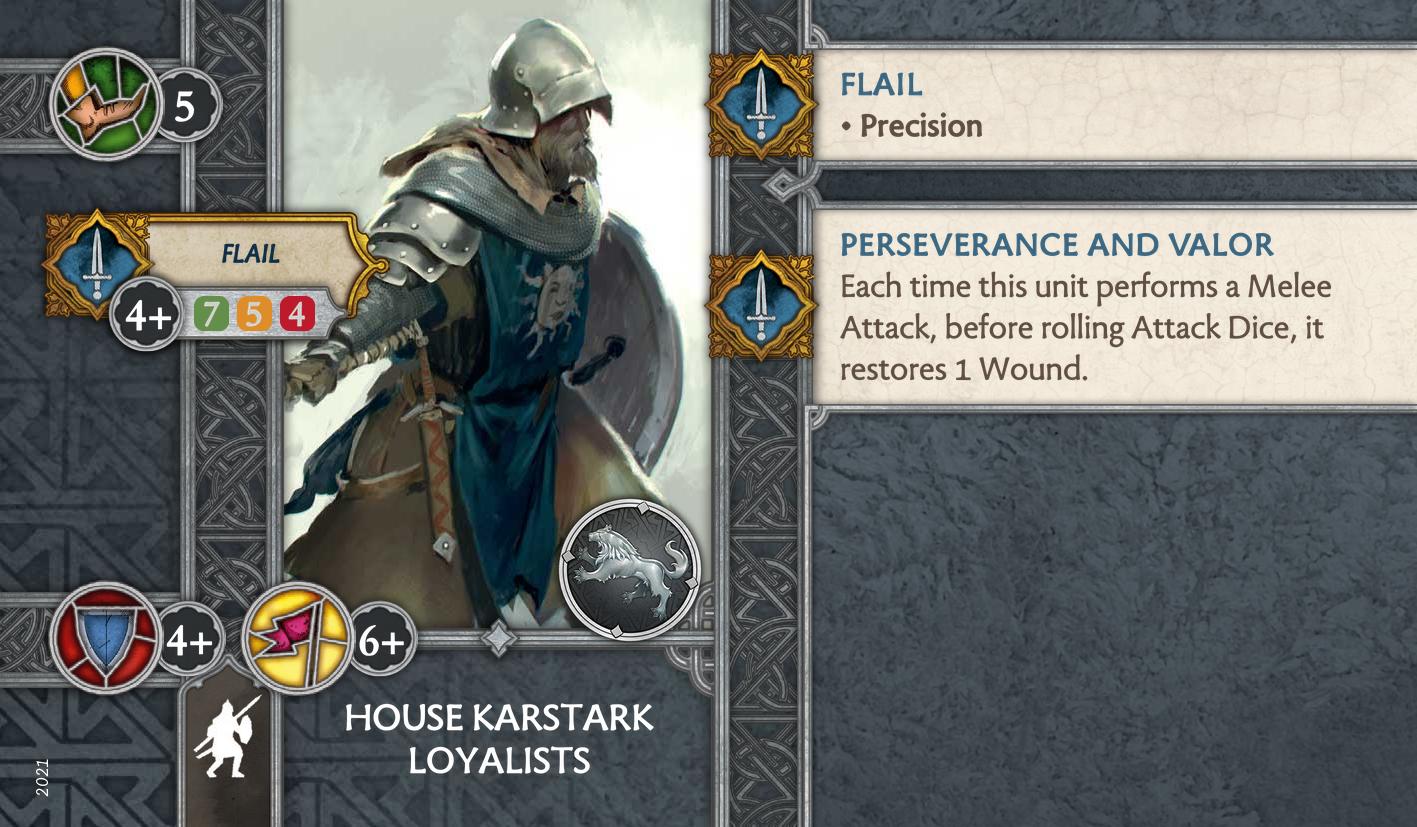 5
FLAIL
4+ 7 5 4
4+ 6+
HOUSE KARSTARK
LOYALISTS
2021
FLAIL
• Precision
PERSEVERANCE AND VALOR
Each time this unit performs a Melee
Attack, before rolling Attack Dice, it
restores 1 Wound.